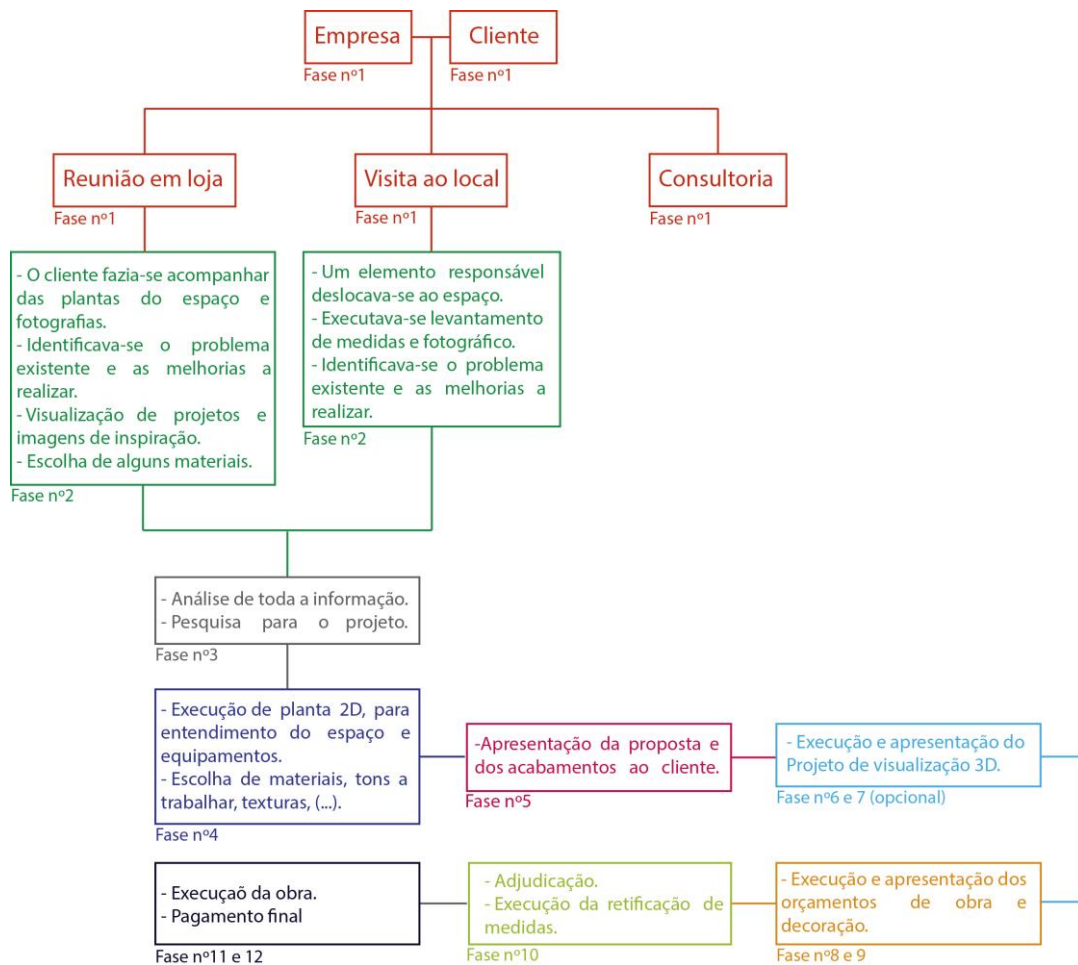 Empresa
Cliente
Fase nº1
Fase nº1
Reunião em loja
Visita ao local
Consultoria
Fase nº1
Fase nº1
Fase nº1
- O cliente fazia-se acompanhar
das plantas do espaço e
fotografias.
- Identificava-se o problema
existente e as melhorias a
realizar.
- Visualização de projetos e
imagens de inspiração.
- Escolha de alguns materiais.
Fase nº2
- Um elemento responsável
deslocava-se ao espaço.
- Executava-se levantamento
de medidas e fotográfico.
- Identificava-se o problema
existente e as melhorias a
realizar.
Fase nº2
- Análise de toda a informação.
- Pesquisa para o projeto.
Fase nº3
- Execução de planta 2D, para
entendimento do espaço e
equipamentos.
- Escolha de materiais, tons a
trabalhar, texturas, (...).
Fase nº4
-Apresentação da proposta e
dos acabamentos ao cliente.
Fase nº5
- Execução e apresentação do
Projeto de visualização 3D.
Fase nº6 e 7 (opcional)
- Execuçaõ da obra.
- Pagamento final
Fase nº11 e 12
- Adjudicação.
- Execução da retificação de
medidas.
Fase nº10
- Execução e apresentação dos
orçamentos de obra e
decoração.
Fase nº8 e 9